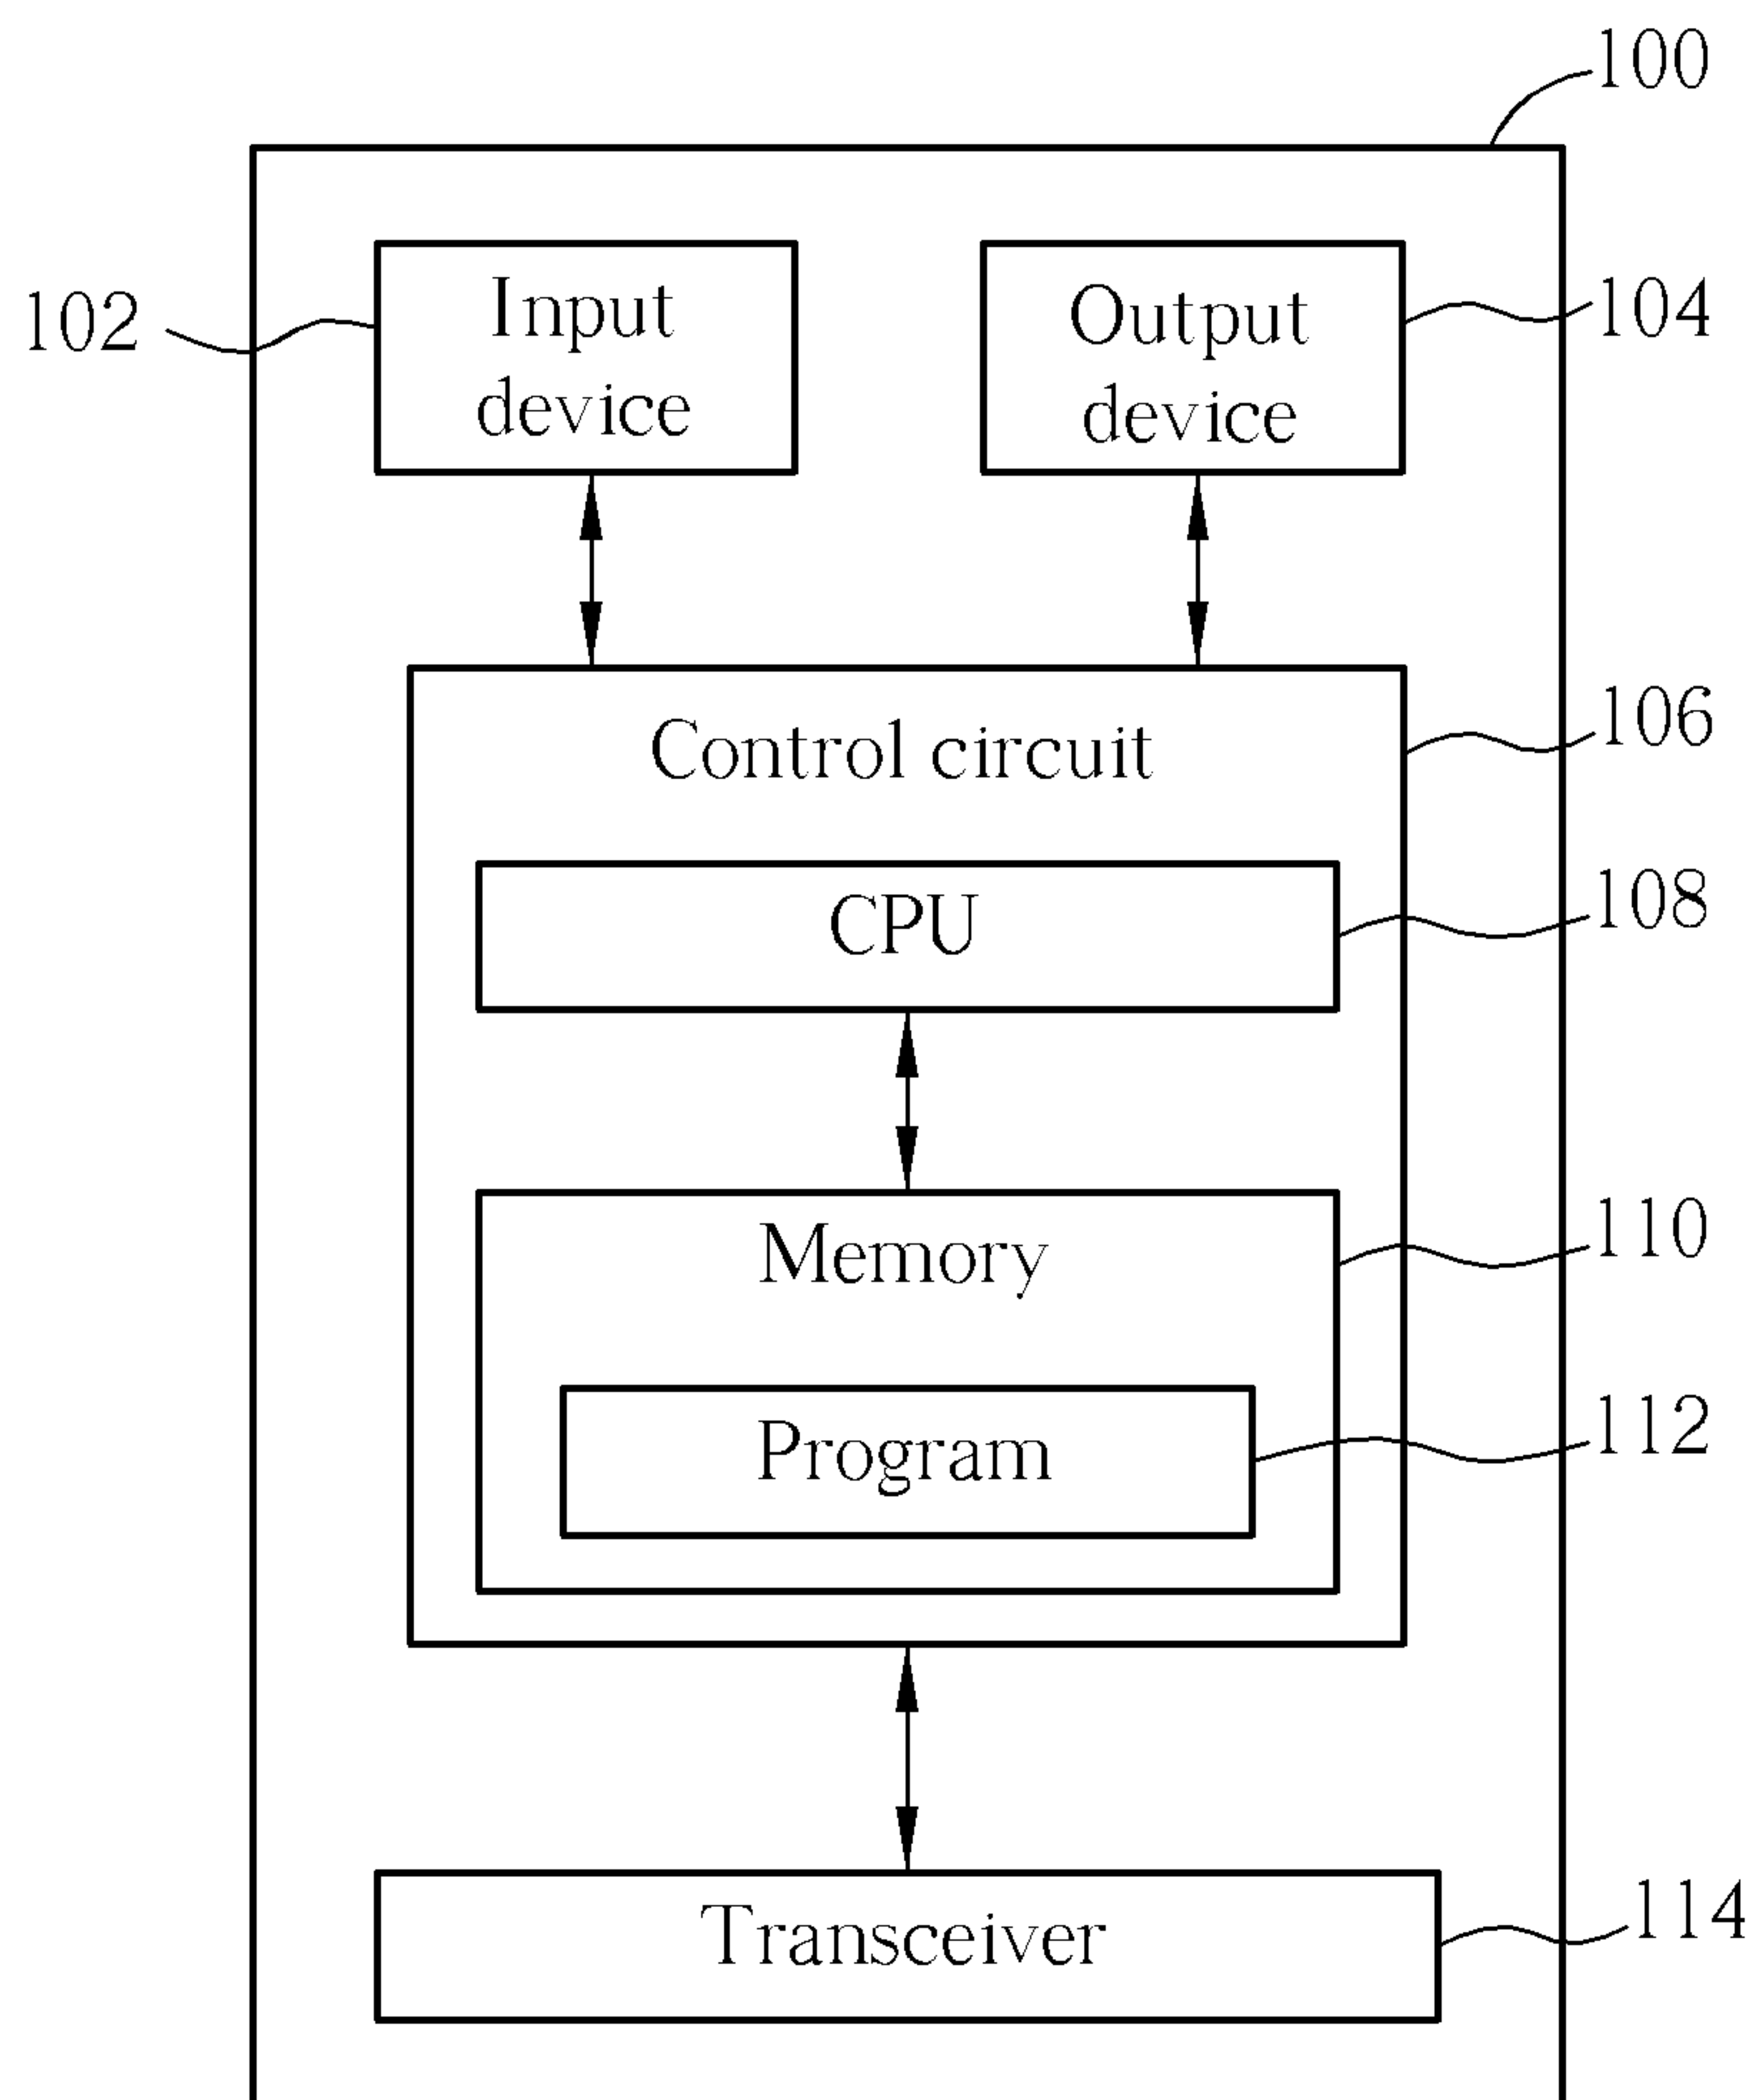 100
102
Input
device
Output
device
104
Control circuit
106
CPU
108
Memory
110
Program
112
Transceiver
114